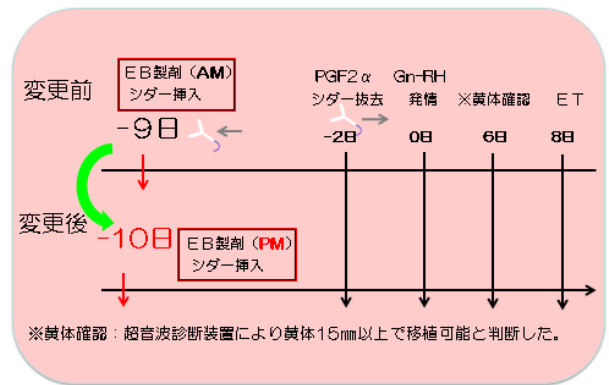 変更前
EB製剤（AM）
シダー挿入
-9日
PGF2α
シダー抜去
-2日
Gn-RH
発情
0日
※黄体確認
6日
ET
8日
変更後
-10日
EB製剤（PM）
シダー挿入
※黄体確認：超音波診断装置により黄体15㎜以上で移植可能と判断した。